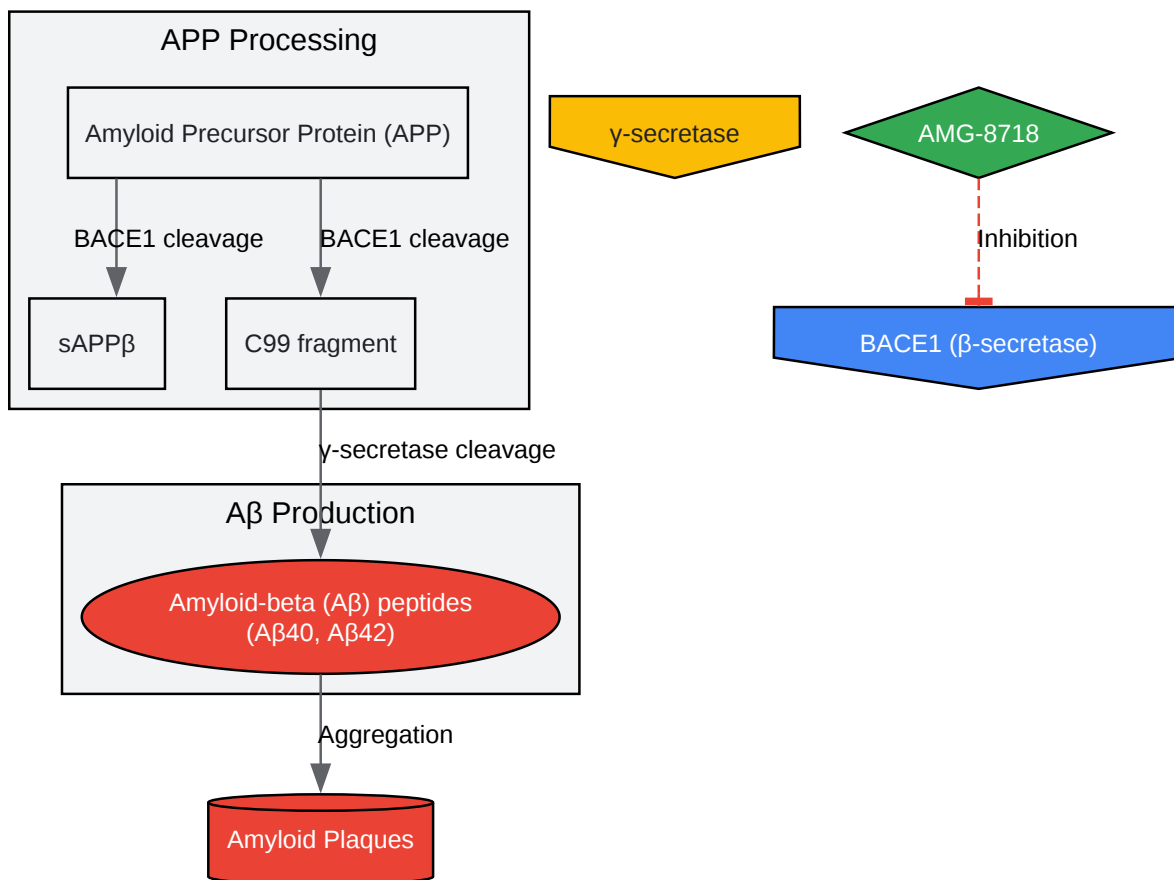 APP Processing
Amyloid Precursor Protein (APP)
γ-secretase
AMG-8718
BACE1 cleavage
BACE1 cleavage
Inhibition
sAPPβ
C99 fragment
BACE1 (β-secretase)
γ-secretase cleavage
Aβ Production
Amyloid-beta (Aβ) peptides
(Aβ40, Aβ42)
Aggregation
Amyloid Plaques